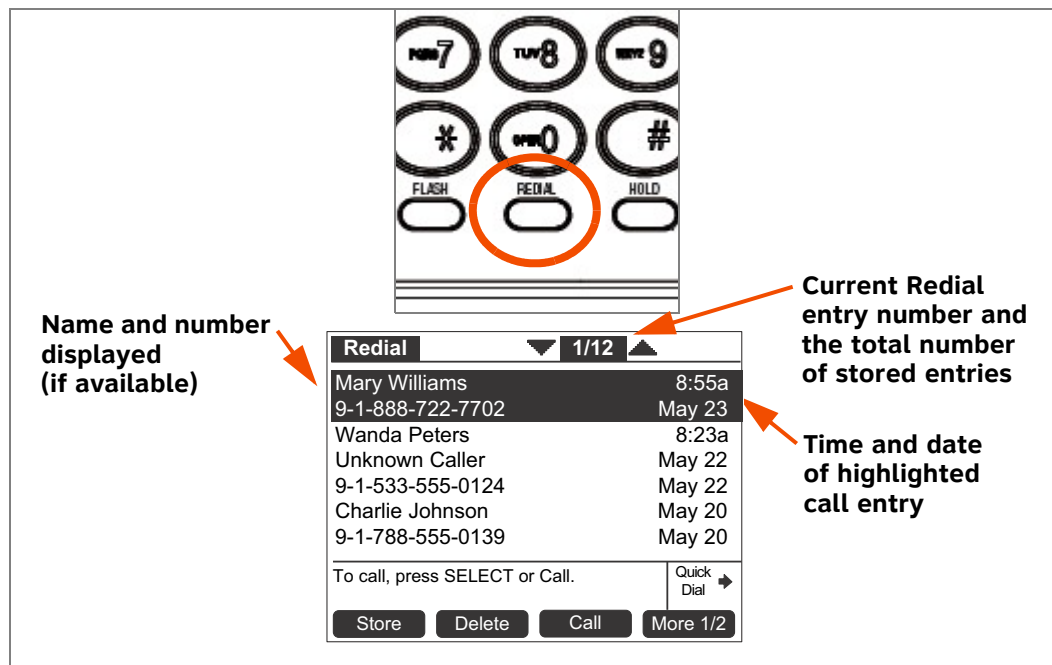 PQRS7 TUV8 WXYZ 9
* OPER0 #
FLASH REDIAL HOLD
Name and number
displayed
(if available)
Current Redial
entry number and
the total number
of stored entries
Time and date
of highlighted
call entry
Redial 1/12
Mary Williams 8:55a
9-1-888-722-7702 May 23
Wanda Peters 8:23a
Unknown Caller May 22
9-1-533-555-0124 May 22
Charlie Johnson May 20
9-1-788-555-0139 May 20
To call, press SELECT or Call.
Quick
Dial
Store Delete Call More 1/2